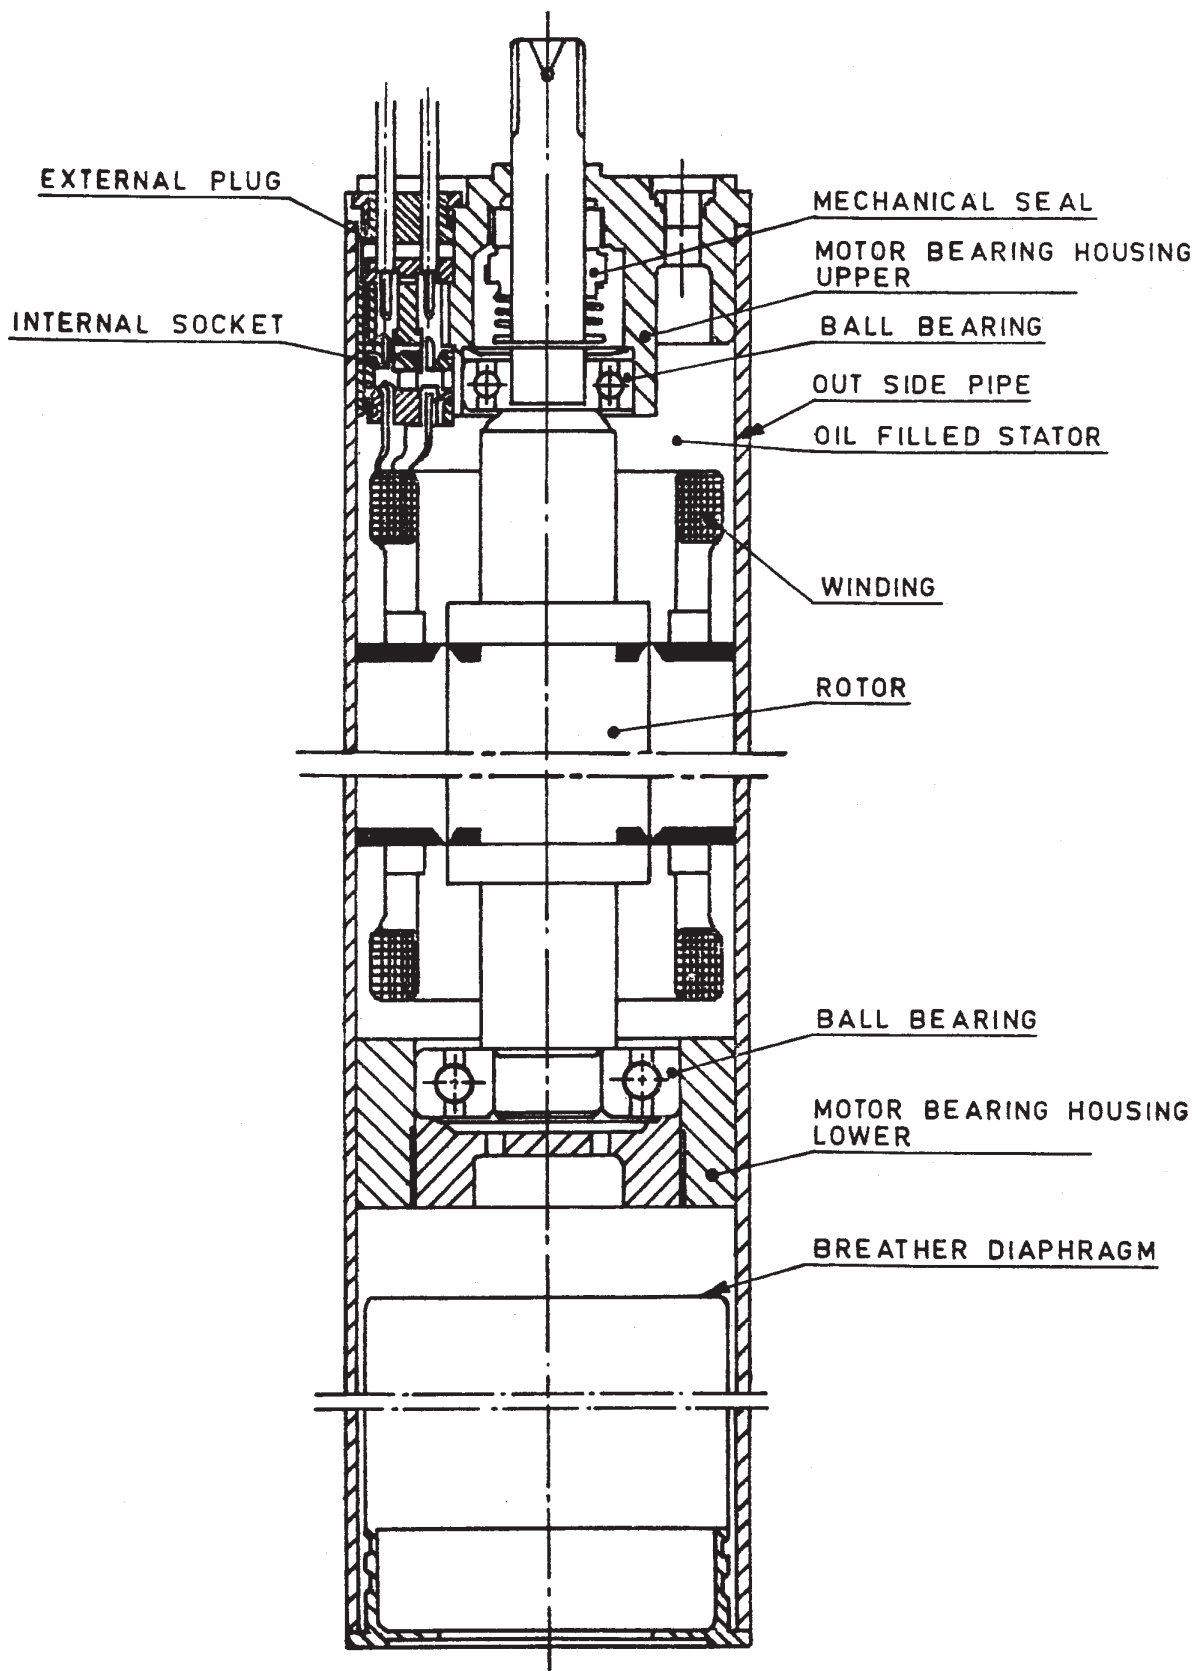 EXTERNAL PLUG
INTERNAL SOCKET
MECHANICAL SEAL
MOTOR BEARING HOUSING
UPPER
BALL BEARING
OUT SIDE PIPE
OIL FILLED STATOR
WINDING
ROTOR
BALL BEARING
MOTOR BEARING HOUSING
LOWER
BREATHER DIAPHRAGM